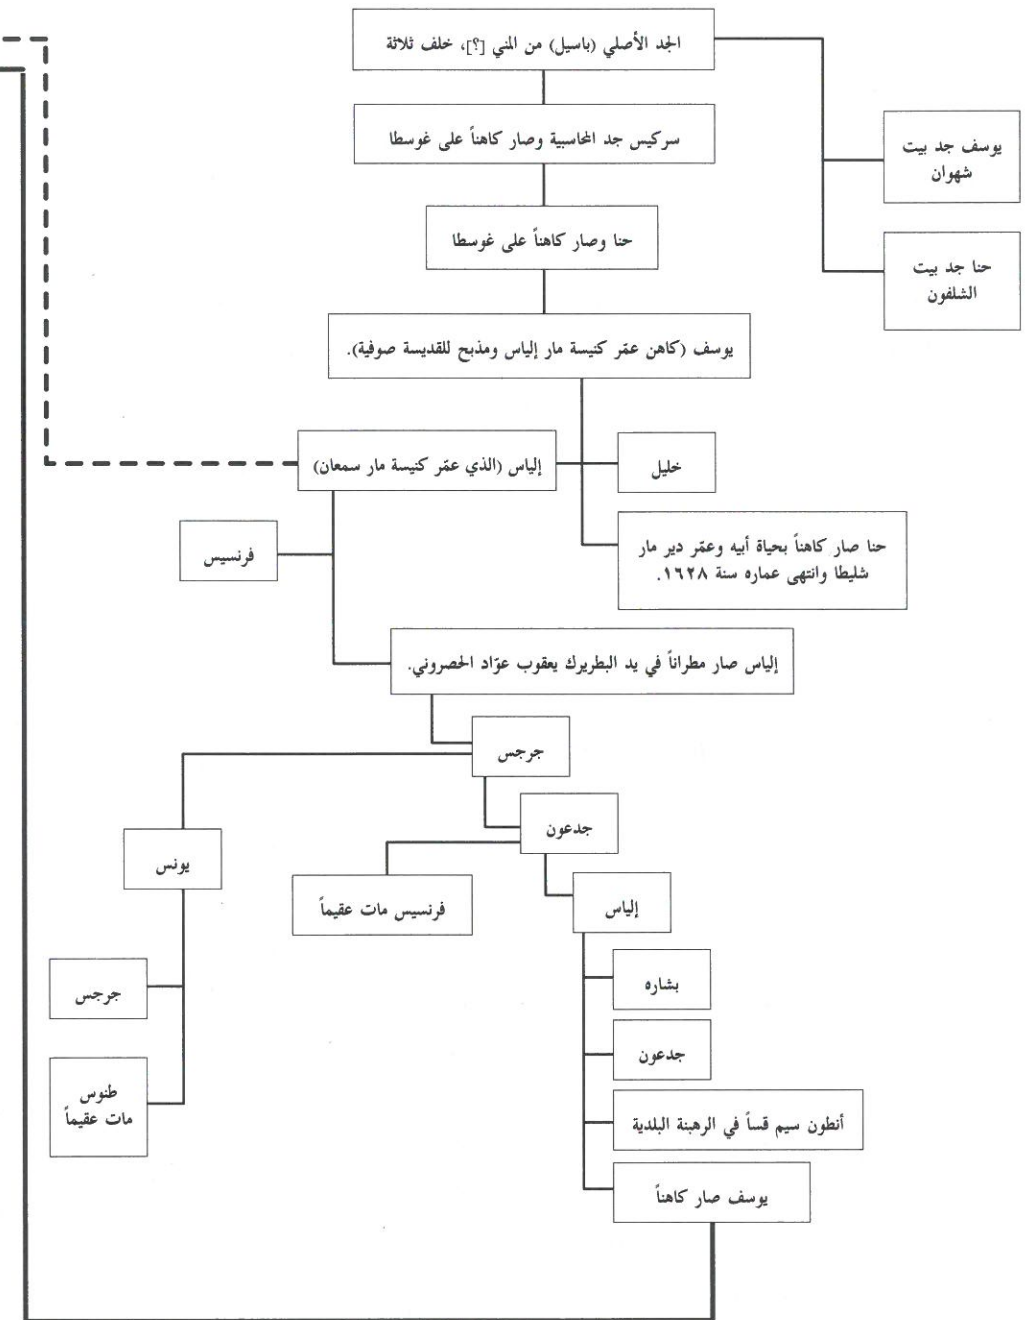 الجد الأصلي (باسيل) من المني [؟]، خلف ثلاثة
يوسف جد بيت
شهوان
حنا جد بيت
الشلفون
سركيس جد المحاسبية وصار كاهناً على غوسطا
حنا وصار كاهناً على غوسطا
يوسف (كاهن عمّر كنيسة مار إلياس ومذبح للقديسة صوفية).
خليل
إلياس (الذي عمّر كنيسة مار سمعان)
حنا صار كاهناً بحياة أبيه وعمّر دير مار
شليطا وانتهى عماره سنة ١٦٢٨.
فرنسيس
إلياس صار مطراناً في يد البطريرك يعقوب عوّاد الحصروني.
جرجس
جدعون
يونس
فرنسيس مات عقيماً
إلياس
بشاره
جرجس
جدعون
طنوس
مات عقيماً
أنطون سيم قساً في الرهبنة البلدية
يوسف صار كاهناً